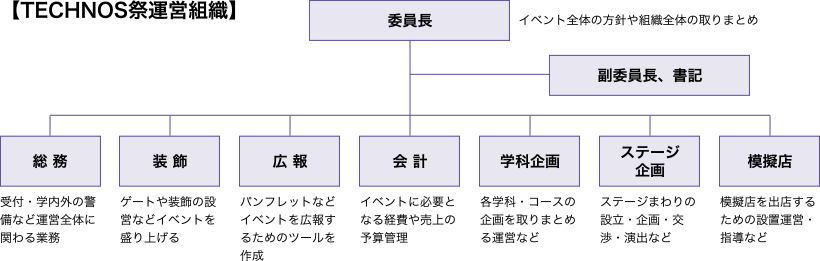 【TECHNOS祭運営組織】
委員長
イベント全体の方針や組織全体の取りまとめ
副委員長、書記
総 務
受付・学内外の警
備など運営全体に
関わる業務
装 飾
ゲートや装飾の設
営などイベントを
盛り上げる
広 報
パンフレットなど
イベントを広報す
るためのツールを
作成
会 計
イベントに必要と
なる経費や売上の
予算管理
学科企画
各学科・コースの
企画を取りまとめ
る運営など
ステージ
企画
ステージまわりの
設立・企画・交
渉・演出など
模擬店
模擬店を出店する
ための設置運営・
指導など